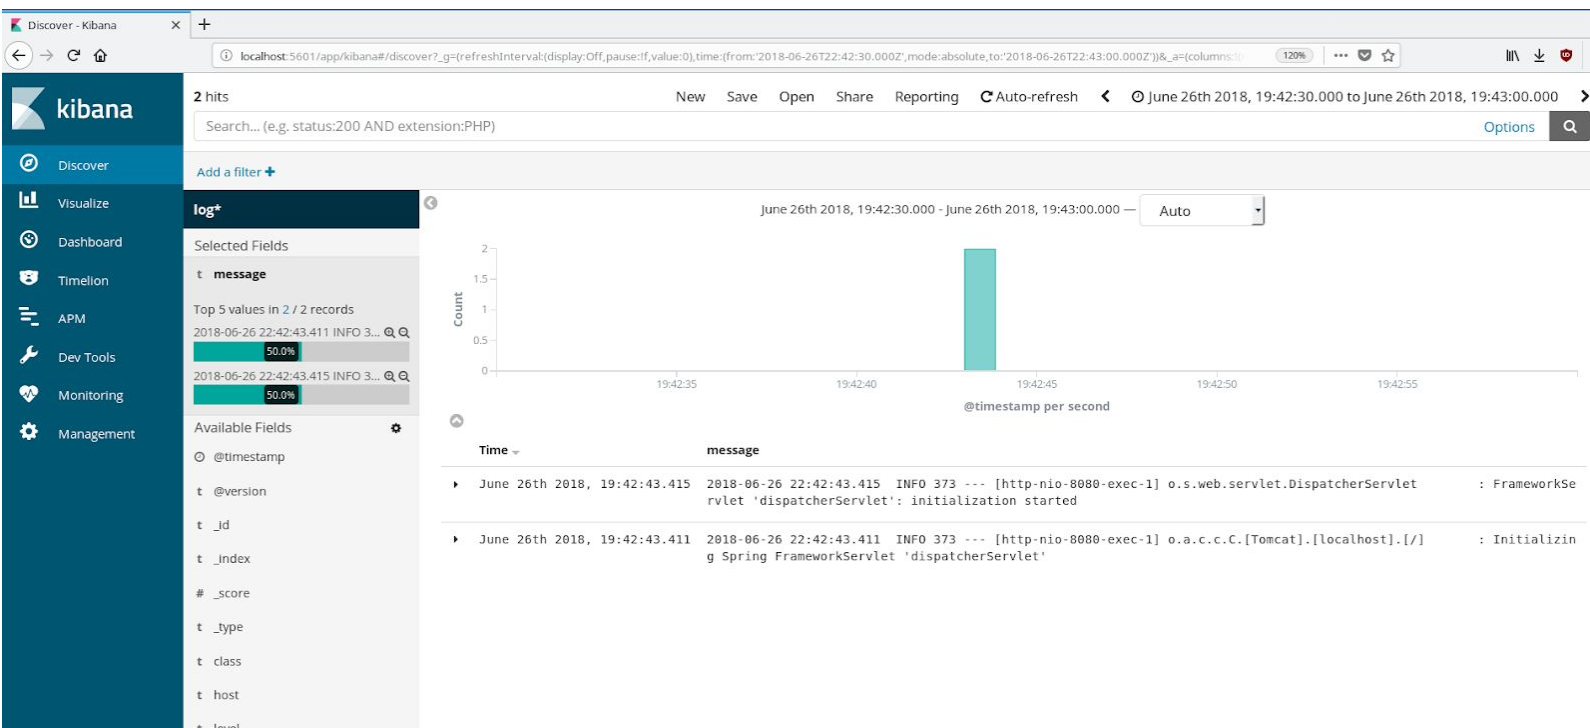 Discover - Kibana × +
localhost:5601/app/kibana#/discover?_g=(refreshInterval:(display:Off,pause:!f,value:0),time:(from:'2018-06-26T22:42:30.000Z',mode:absolute,to:'2018-06-26T22:43:00.000Z'))&_a=(columns:
120%
kibana
Discover
Visualize
Dashboard
Timelion
APM
Dev Tools
Monitoring
Management
2 hits
New Save Open Share Reporting Auto-refresh June 26th 2018, 19:42:30.000 to June 26th 2018, 19:43:00.000
Search... (e.g. status:200 AND extension:PHP)
Options
Add a filter +
log*
Selected Fields
t message
Top 5 values in 2 / 2 records
2018-06-26 22:42:43.411 INFO 3...
50.0%
2018-06-26 22:42:43.415 INFO 3...
50.0%
Available Fields
@timestamp
t @version
t _id
t _index
# _score
t _type
t class
t host
t level
June 26th 2018, 19:42:30.000 - June 26th 2018, 19:43:00.000 — Auto
Count
2
1.5
1
0.5
0
19:42:35 19:42:40 19:42:45 19:42:50 19:42:55
@timestamp per second
Time message
June 26th 2018, 19:42:43.415 2018-06-26 22:42:43.415 INFO 373 --- [http-nio-8080-exec-1] o.s.web.servlet.DispatcherServlet : FrameworkSe
rvlet 'dispatcherServlet': initialization started
June 26th 2018, 19:42:43.411 2018-06-26 22:42:43.411 INFO 373 --- [http-nio-8080-exec-1] o.a.c.c.C.[Tomcat].[localhost].[/] : Initializin
g Spring FrameworkServlet 'dispatcherServlet'